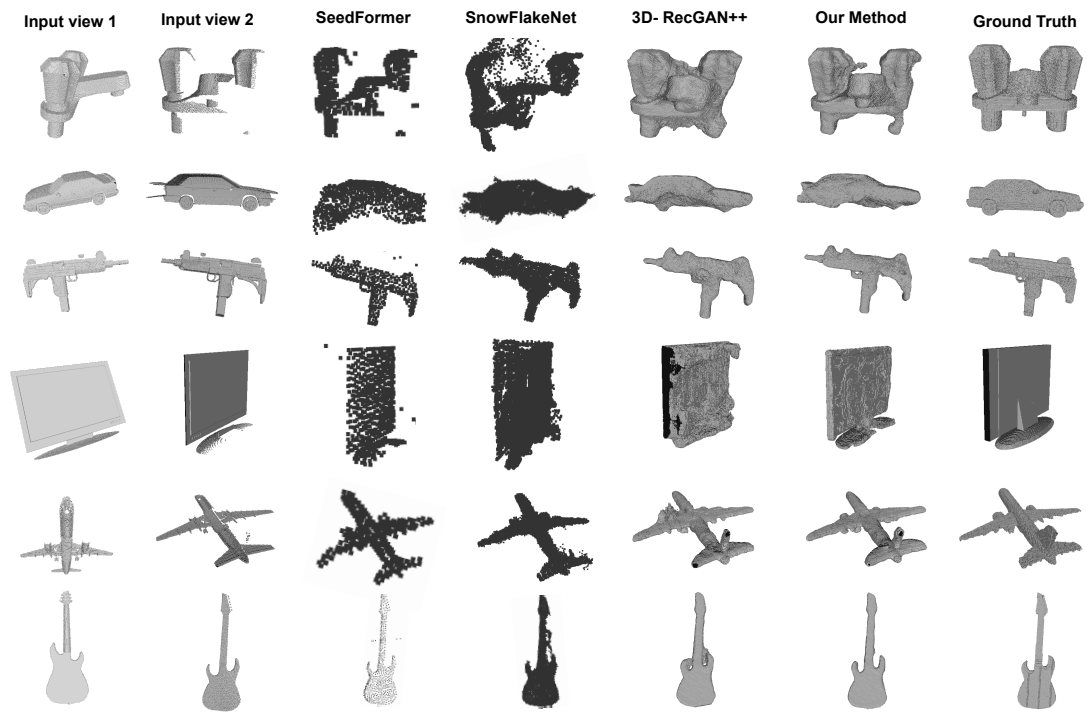 Input view 1
Input view 2
SeedFormer
SnowFlakeNet
3D- RecGAN++
Our Method
Ground Truth